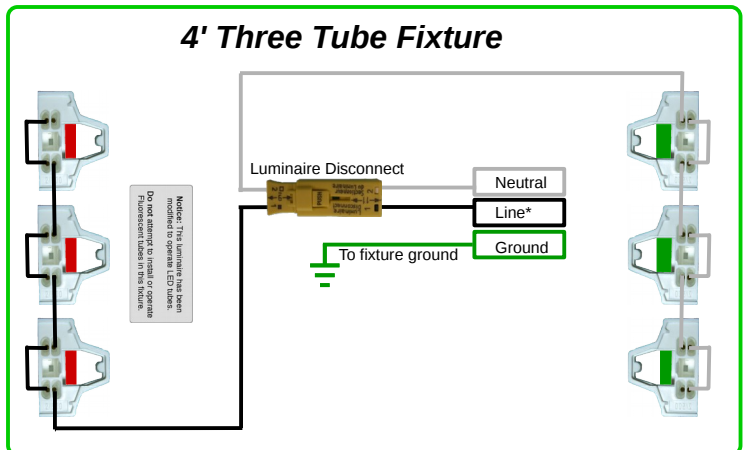 4' Three Tube Fixture
Luminaire Disconnect
Neutral
Line*
Ground
To fixture ground
Notice: This luminaire has been
modified to operate LED tubes.
Do not attempt to install or operate
Fluorescent tubes in this fixture.